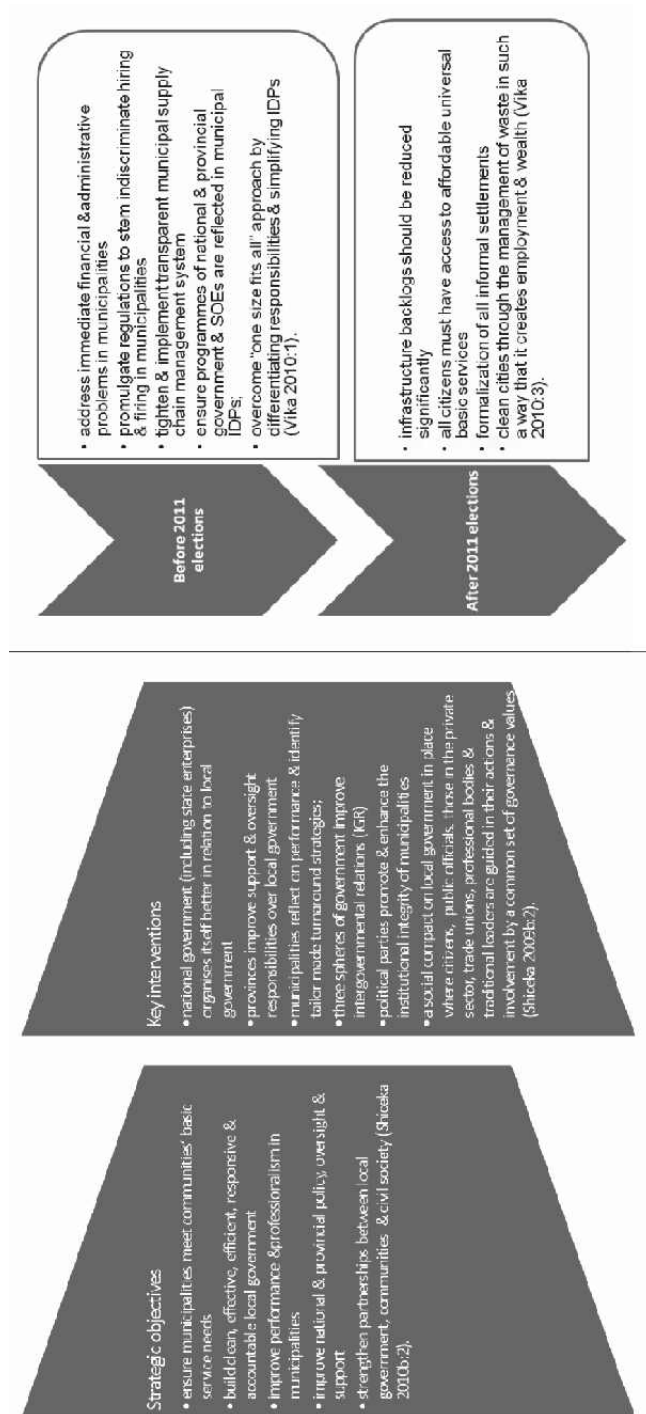 Strategic objectives
• ensure municipalities meet communities' basic
service needs
• build clean, effective, efficient, responsive &
accountable local government
• improve performance &professionalism in
municipalities
• improve national & provincial policy, oversight &
support
• strengthen partnerships between local
government, communities & civil society (Shiceka
2010b:2).
Key interventions
• national government (including state enterprises)
organises itself better in relation to local
government
• provinces improve support & oversight
responsibilities over local government
• municipalities reflect on performance & identify
tailor made turnaround strategies;
• three spheres of government improve
intergovernmental relations (IGR)
• political parties promote & enhance the
institutional integrity of municipalities
• a social compact on local government in place
where citizens, public officials, those in the private
sector, trade unions, professional bodies &
traditional leaders are guided in their actions &
involvement by a common set of governance values
(Shiceka 2009b:2).
Before 2011
elections
• address immediate financial &administrative
problems in municipalities
• promulgate regulations to stem indiscriminate hiring
& firing in municipalities
• tighten & implement transparent municipal supply
chain management system
• ensure programmes of national & provincial
government & SOEs are reflected in municipal
IDPs;
• overcome "one size fits all" approach by
differentiating responsibilities & simplifying IDPs
(Vika 2010:1).
After 2011 elections
• infrastructure backlogs should be reduced
significantly
• all citizens must have access to affordable universal
basic services
• formalization of all informal settlements
• clean cities through the management of waste in such
a way that it creates employment & wealth (Vika
2010:3).